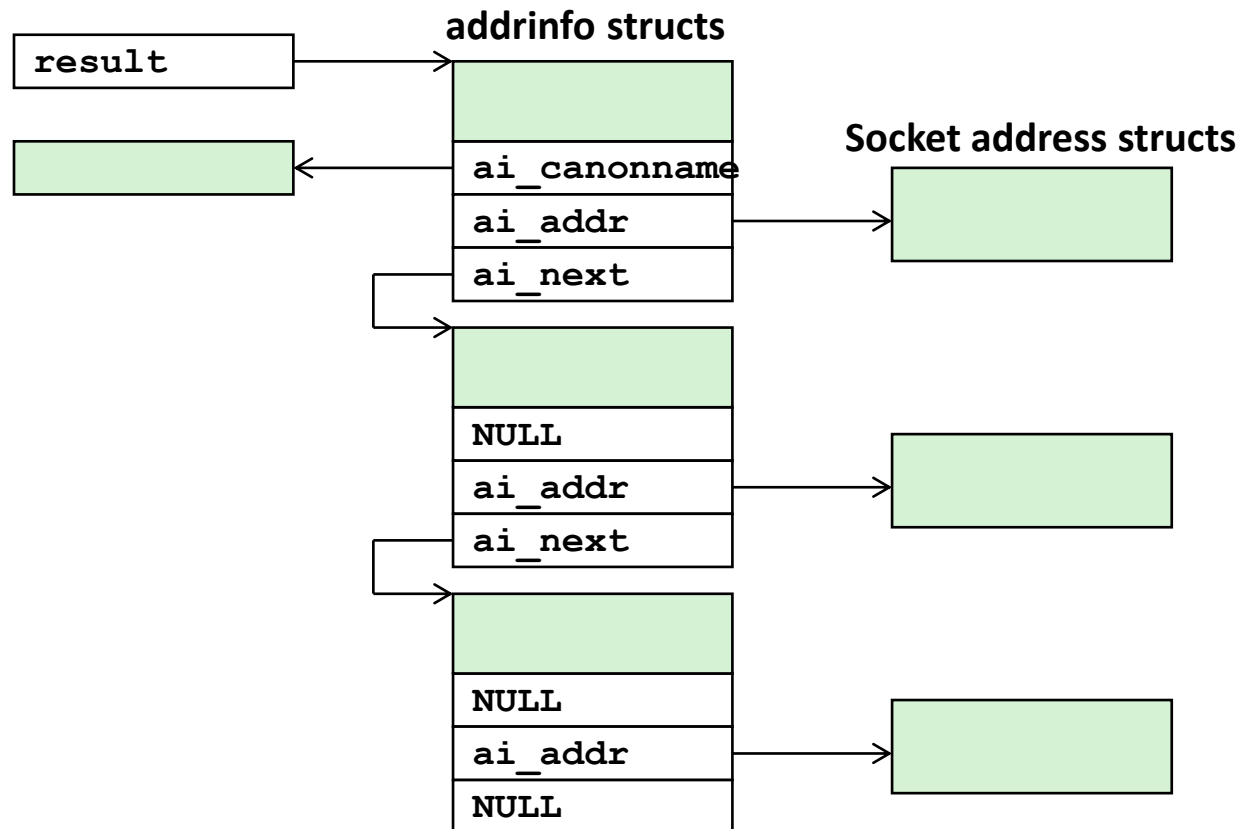 addrinfo structs
result
Socket address structs
ai_canonname
ai_addr
ai_next
NULL
ai_addr
ai_next
NULL
ai_addr
NULL